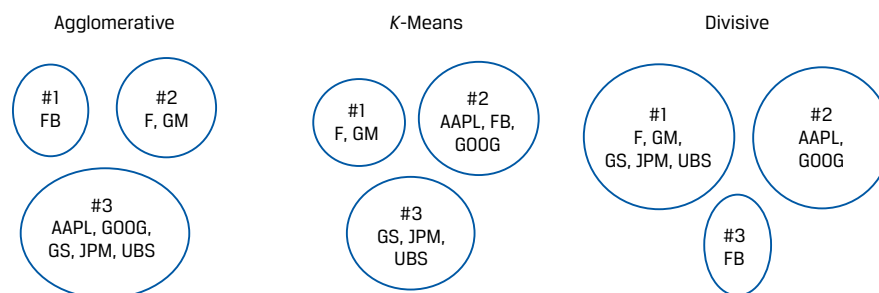 Agglomerative
#1
FB
#2
F, GM
#3
AAPL, GOOG,
GS, JPM, UBS
K-Means
#1
F, GM
#2
AAPL, FB,
GOOG
#3
GS, JPM,
UBS
Divisive
#1
F, GM,
GS, JPM, UBS
#2
AAPL,
GOOG
#3
FB